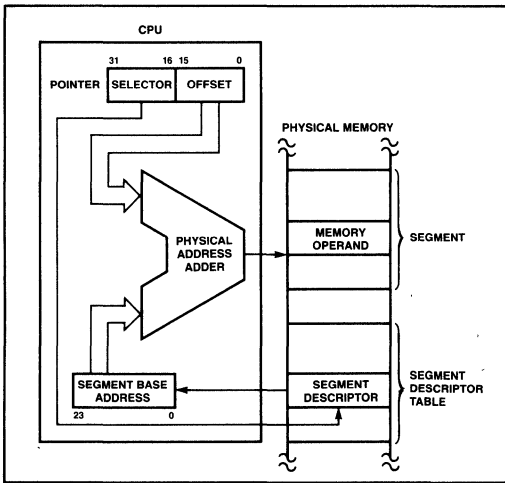 CPU
31 16 15 0
POINTER SELECTOR OFFSET
PHYSICAL MEMORY
PHYSICAL
ADDRESS
ADDER
MEMORY
OPERAND
SEGMENT
SEGMENT BASE
ADDRESS
23 0
SEGMENT
DESCRIPTOR
SEGMENT
DESCRIPTOR
TABLE